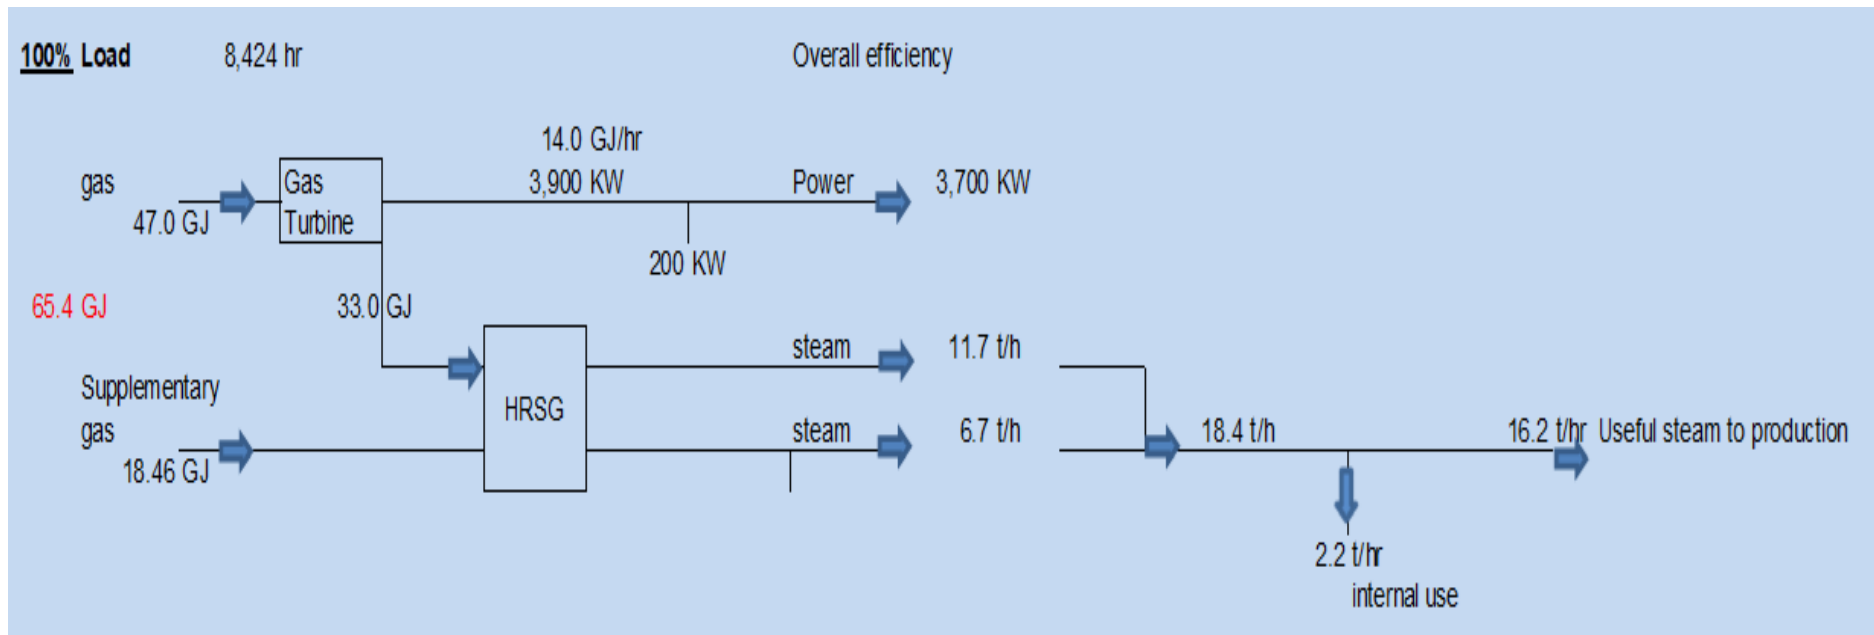 100% Load 8,424 hr Overall efficiency
14.0 GJ/hr
gas Gas 3,900 KW Power 3,700 KW
47.0 GJ Turbine
200 KW
65.4 GJ 33.0 GJ
steam 11.7 t/h
Supplementary
HRSG
gas steam 6.7 t/h 18.4 t/h 16.2 t/hr Useful steam to production
18.46 GJ
2.2 t/hr
internal use